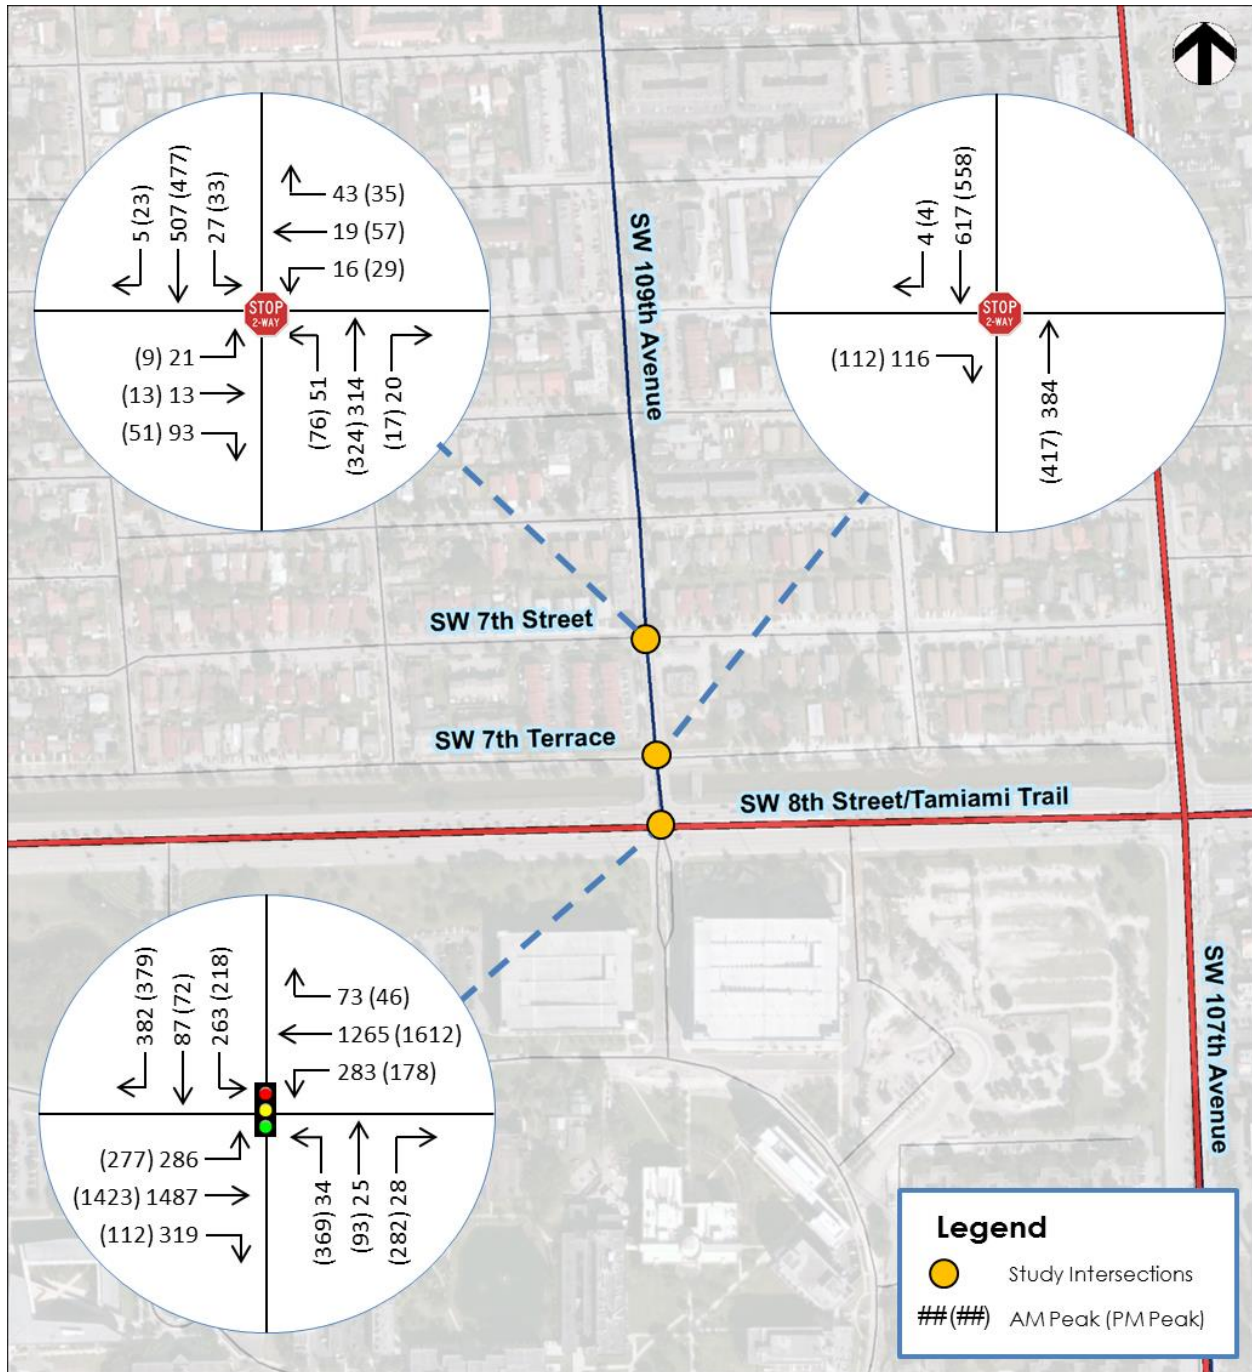 5 (23)
507 (477)
27 (33)
43 (35)
19 (57)
16 (29)
STOP
2-WAY
(9) 21
(13) 13
(51) 93
(76) 51
(324) 314
(17) 20
4 (4)
617 (558)
STOP
2-WAY
(112) 116
(417) 384
SW 109th Avenue
SW 7th Street
SW 7th Terrace
SW 8th Street/Tamiami Trail
SW 107th Avenue
382 (379)
87 (72)
263 (218)
73 (46)
1265 (1612)
283 (178)
(277) 286
(1423) 1487
(112) 319
(369) 34
(93) 25
(282) 28
Legend
Study Intersections
##(##) AM Peak (PM Peak)